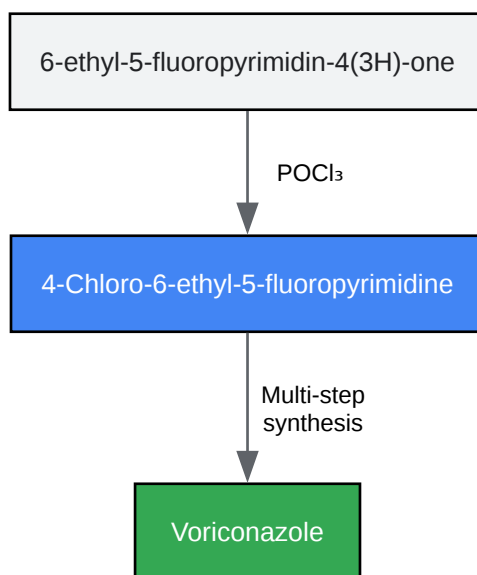 6-ethyl-5-fluoropyrimidin-4(3H)-one
POCl₃
4-Chloro-6-ethyl-5-fluoropyrimidine
Multi-step
synthesis
Voriconazole